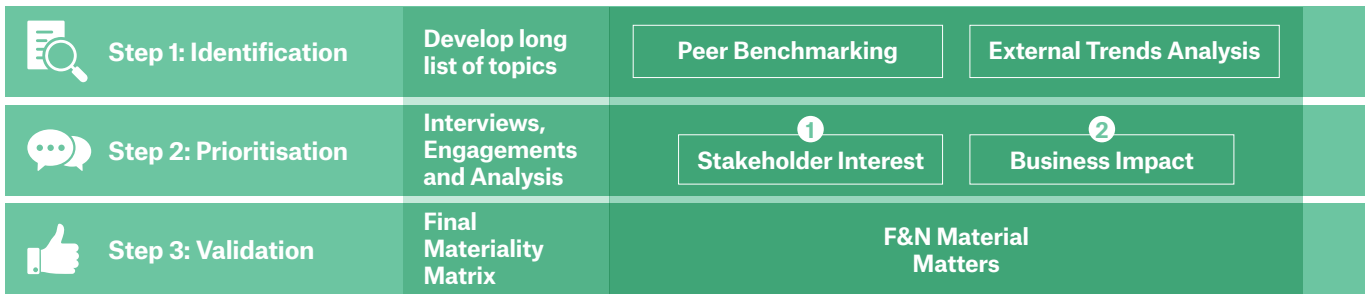 Step 1: Identification
Develop long
list of topics
Peer Benchmarking
External Trends Analysis
Step 2: Prioritisation
Interviews,
Engagements
and Analysis
1
Stakeholder Interest
2
Business Impact
Step 3: Validation
Final
Materiality
Matrix
F&N Material
Matters